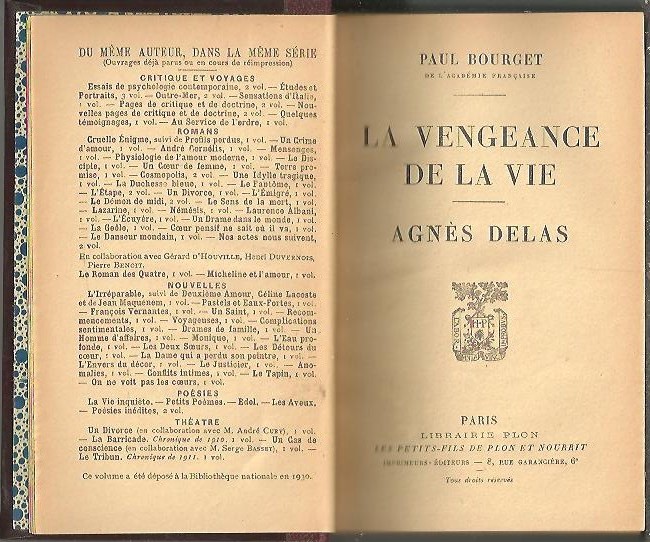 DU MÊME AUTEUR, DANS LA MÊME SÉRIE
(Ouvrages déjà parus ou en cours de réimpression)
CRITIQUE ET VOYAGES
Essais de psychologie contemporaine, 2 vol. — Études et
Portraits, 3 vol. — Outre-Mer, 2 vol. — Sensations d'Italie,
1 vol. — Pages de critique et de doctrine, 2 vol. — Nou-
velles pages de critique et de doctrine, 2 vol. — Quelques
témoignages, 1 vol. — Au Service de l'ordre, 1 vol.
ROMANS
Cruelle Énigme, suivi de Profils perdus, 1 vol. — Un Crime
d'amour, 1 vol. — André Cornélis, 1 vol. — Mensonges,
1 vol. — Physiologie de l'amour moderne, 1 vol. — Le Dis-
ciple, 1 vol. — Un Cœur de femme, 1 vol. — Terre pro-
mise, 1 vol. — Cosmopolis, 2 vol. — Une Idylle tragique,
1 vol. — La Duchesse bleue, 1 vol. — Le Fantôme, 1 vol.
— L'Étape, 2 vol. — Un Divorce, 1 vol. — L'Émigré, 1 vol.
— Le Démon de midi, 2 vol. — Le Sens de la mort, 1 vol.
— Lazarine, 1 vol. — Némésis, 1 vol. — Laurence Albani,
1 vol. — L'Écuyère, 1 vol. — Un Drame dans le monde, 1 vol.
— La Geôle, 1 vol. — Cœur pensif ne sait où il va, 1 vol.
— Le Danseur mondain, 1 vol. — Nos actes nous suivent,
2 vol.
En collaboration avec Gérard D'HOUVILLE, Henri DUVERNOIS,
Pierre BENOIT.
Le Roman des Quatre, 1 vol. — Micheline et l'amour, 1 vol.
NOUVELLES
L'Irréparable, suivi de Deuxième Amour, Céline Lacoste
et de Jean Maquenem, 1 vol. — Pastels et Eaux-Fortes, 1 vol.
— François Vernantes, 1 vol. — Un Saint, 1 vol. — Recom-
mencements, 1 vol. — Voyageuses, 1 vol. — Complications
sentimentales, 1 vol. — Drames de famille, 1 vol. — Un
Homme d'affaires, 1 vol. — Monique, 1 vol. — L'Eau pro-
fonde, 1 vol. — Les Deux Sœurs, 1 vol. — Les Détours du
cœur, 1 vol. — La Dame qui a perdu son peintre, 1 vol. —
L'Envers du décor, 1 vol. — Le Justicier, 1 vol. — Ano-
malies, 1 vol. — Conflits intimes, 1 vol. — Le Tapin, 1 vol.
— On ne voit pas les cœurs, 1 vol.
POÉSIES
La Vie inquiète. — Petits Poèmes. — Edel. — Les Aveux,
— Poésies inédites, 2 vol.
THÉATRE
Un Divorce (en collaboration avec M. André CURY), 1 vol.
— La Barricade. Chronique de 1910. 1 vol. — Un Cas de
conscience (en collaboration avec M. Serge BASSET), 1 vol. —
Le Tribun. Chronique de 1911. 1 vol.
Ce volume a été déposé à la Bibliothèque nationale en 1930.
PAUL BOURGET
DE L'ACADÉMIE FRANÇAISE
LA VENGEANCE
DE LA VIE
AGNÈS DELAS
PARIS
LIBRAIRIE PLON
LES PETITS-FILS DE PLON ET NOURRIT
IMPRIMEURS-ÉDITEURS — 8, RUE GARANCIÈRE, 6e
Tous droits réservés